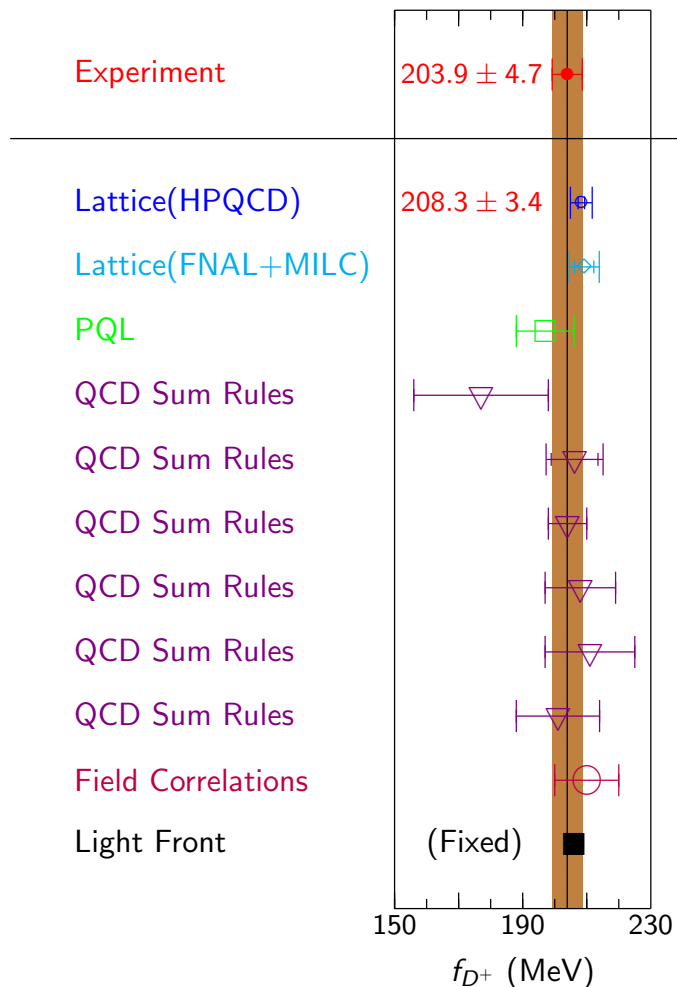 Experiment 203.9 ± 4.7
Lattice(HPQCD) 208.3 ± 3.4
Lattice(FNAL+MILC)
PQL
QCD Sum Rules
QCD Sum Rules
QCD Sum Rules
QCD Sum Rules
QCD Sum Rules
QCD Sum Rules
Field Correlations
Light Front (Fixed)
150 190 230
f_{D^+} (MeV)